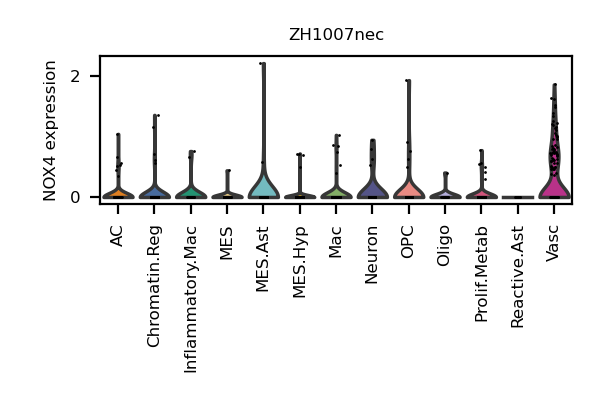 ZH1007nec
NOX4 expression
2
0
AC
Chromatin.Reg
Inflammatory.Mac
MES
MES.Ast
MES.Hyp
Mac
Neuron
OPC
Oligo
Prolif.Metab
Reactive.Ast
Vasc